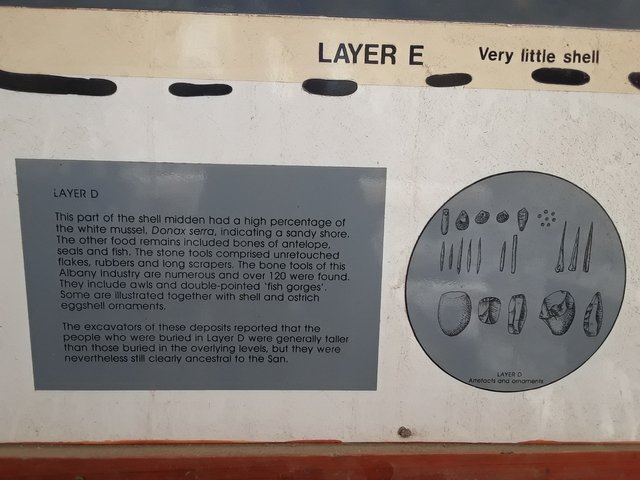 LAYER E
Very little shell
LAYER D
This part of the shell midden had a high percentage of
the white mussel, Donax serra, indicating a sandy shore.
The other food remains included bones of antelope,
seals and fish. The stone tools comprised unretouched
flakes, rubbers and long scrapers. The bone tools of this
Albany Industry are numerous and over 120 were found.
They include awls and double-pointed 'fish gorges'.
Some are illustrated together with shell and ostrich
eggshell ornaments.
The excavators of these deposits reported that the
people who were buried in Layer D were generally taller
than those buried in the overlying levels, but they were
nevertheless still clearly ancestral to the San.
LAYER D
Artefacts and ornaments